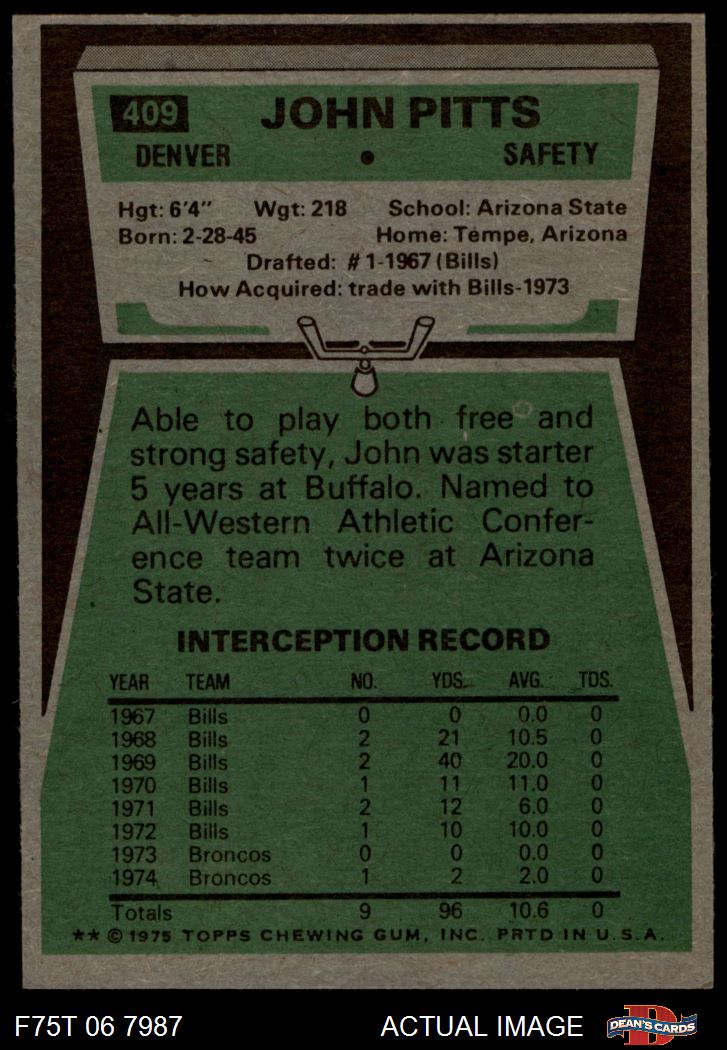 409 JOHN PITTS
DENVER • SAFETY
Hgt: 6'4" Wgt: 218 School: Arizona State
Born: 2-28-45 Home: Tempe, Arizona
Drafted: #1-1967 (Bills)
How Acquired: trade with Bills-1973
Able to play both free and
strong safety, John was starter
5 years at Buffalo. Named to
All-Western Athletic Confer-
ence team twice at Arizona
State.
INTERCEPTION RECORD
YEAR TEAM NO. YDS. AVG. TDS.
1967 Bills 0 0 0.0 0
1968 Bills 2 21 10.5 0
1969 Bills 2 40 20.0 0
1970 Bills 1 11 11.0 0
1971 Bills 2 12 6.0 0
1972 Bills 1 10 10.0 0
1973 Broncos 0 0 0.0 0
1974 Broncos 1 2 2.0 0
Totals 9 96 10.6 0
** © 1975 TOPPS CHEWING GUM, INC. PRTD IN U.S.A.
F75T 06 7987 ACTUAL IMAGE DEAN'S CARDS